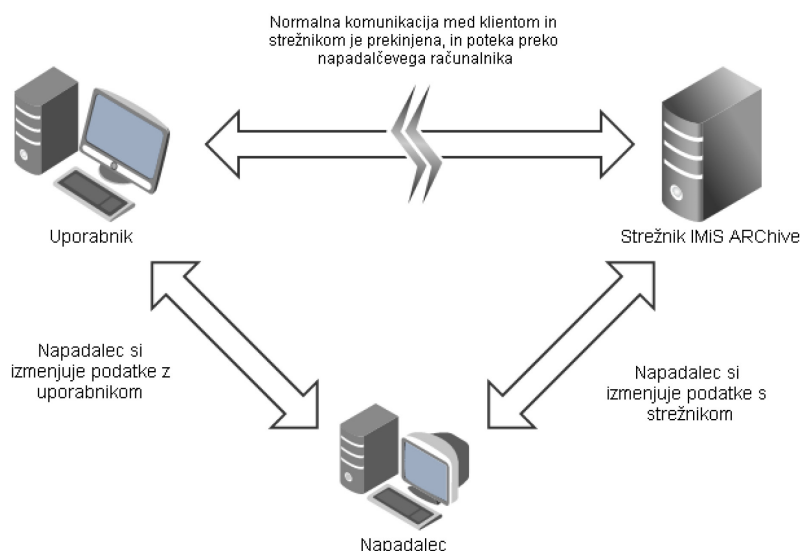 Normalna komunikacija med klientom in
strežnikom je prekinjena, in poteka preko
napadalčevega računalnika
Uporabnik
Strežnik IMiS ARChive
Napadalec si
izmenjuje podatke z
uporabnikom
Napadalec si
izmenjuje podatke s
strežnikom
Napadalec